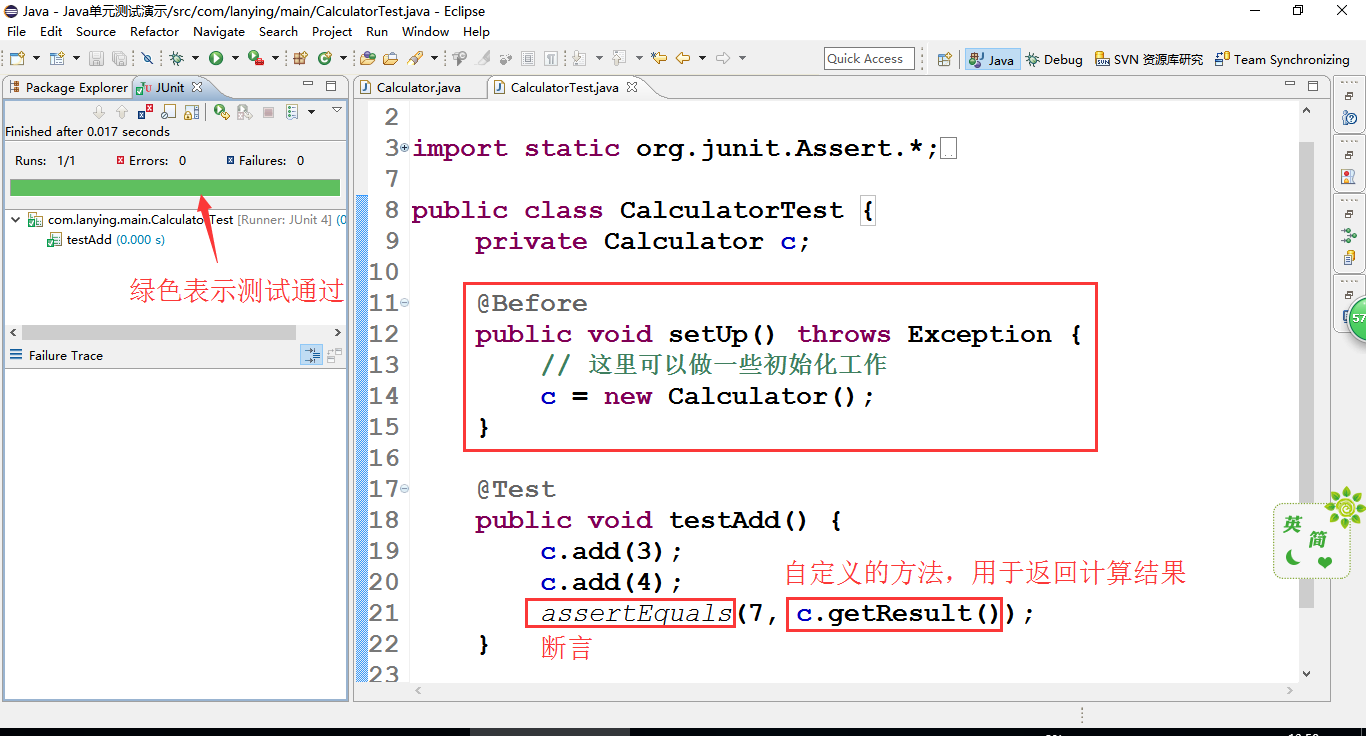 Java - Java单元测试演示/src/com/lanying/main/CalculatorTest.java - Eclipse
File Edit Source Refactor Navigate Search Project Run Window Help
Quick Access Java Debug SVN 资源库研究 Team Synchronizing
Package Explorer JUnit
Finished after 0.017 seconds
Runs: 1/1 Errors: 0 Failures: 0
com.lanying.main.CalculatorTest [Runner: JUnit 4] (0
testAdd (0.000 s)
绿色表示测试通过
Failure Trace
Calculator.java CalculatorTest.java
2
3 import static org.junit.Assert.*;
7
8 public class CalculatorTest {
9 private Calculator c;
10
11 @Before
12 public void setUp() throws Exception {
13 // 这里可以做一些初始化工作
14 c = new Calculator();
15 }
16
17 @Test
18 public void testAdd() {
19 c.add(3);
20 c.add(4);
自定义的方法，用于返回计算结果
21 assertEquals(7, c.getResult());
22 }
断言
23
57
英
简